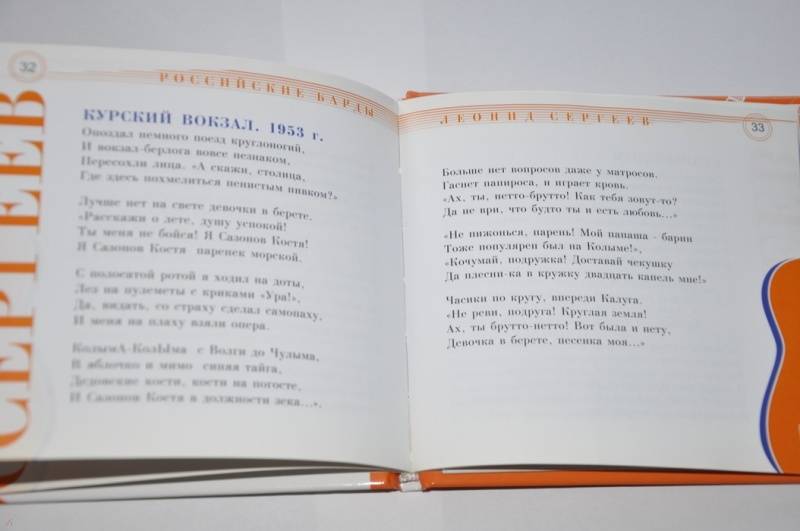 32
РОССИЙСКИЕ БАРДЫ
СЕРГЕЕВ
КУРСКИЙ ВОКЗАЛ. 1953 г.
Опоздал немного поезд круглоногий,
И вокзал-берлога вовсе незнаком,
Пересохли лица. «А скажи, столица,
Где здесь похмелиться пенистым пивком?»
Лучше нет на свете девочки в берете.
«Расскажи о лете, душу успокой!
Ты меня не бойся! Я Сазонов Костя!
Я Сазонов Костя паренек морской.
С полосатой ротой я ходил на доты,
Лез на пулеметы с криками «Ура!»,
Да, видать, со страху сделал самопаху,
И меня на плаху взяли опера.
КолымА-КолЫма с Волги до Чулыма,
В яблочко и мимо синяя тайга,
Дедовские кости, кости на погосте,
И Сазонов Костя в должности зека...».
ЛЕОНИД СЕРГЕЕВ
33
Больше нет вопросов даже у матросов.
Гаснет папироса, и играет кровь.
«Ах, ты, нетто-брутто! Как тебя зовут-то?
Да не ври, что будто ты и есть любовь...»
«Не пижонься, парень! Мой папаша - барин
Тоже популярен был на Колыме!»,
«Кочумай, подружка! Доставай чекушку
Да плесни-ка в кружку двадцать капель мне!»
Часики по кругу, впереди Калуга.
«Не реви, подруга! Круглая земля!
Ах, ты брутто-нетто! Вот была и нету,
Девочка в берете, песенка моя...»